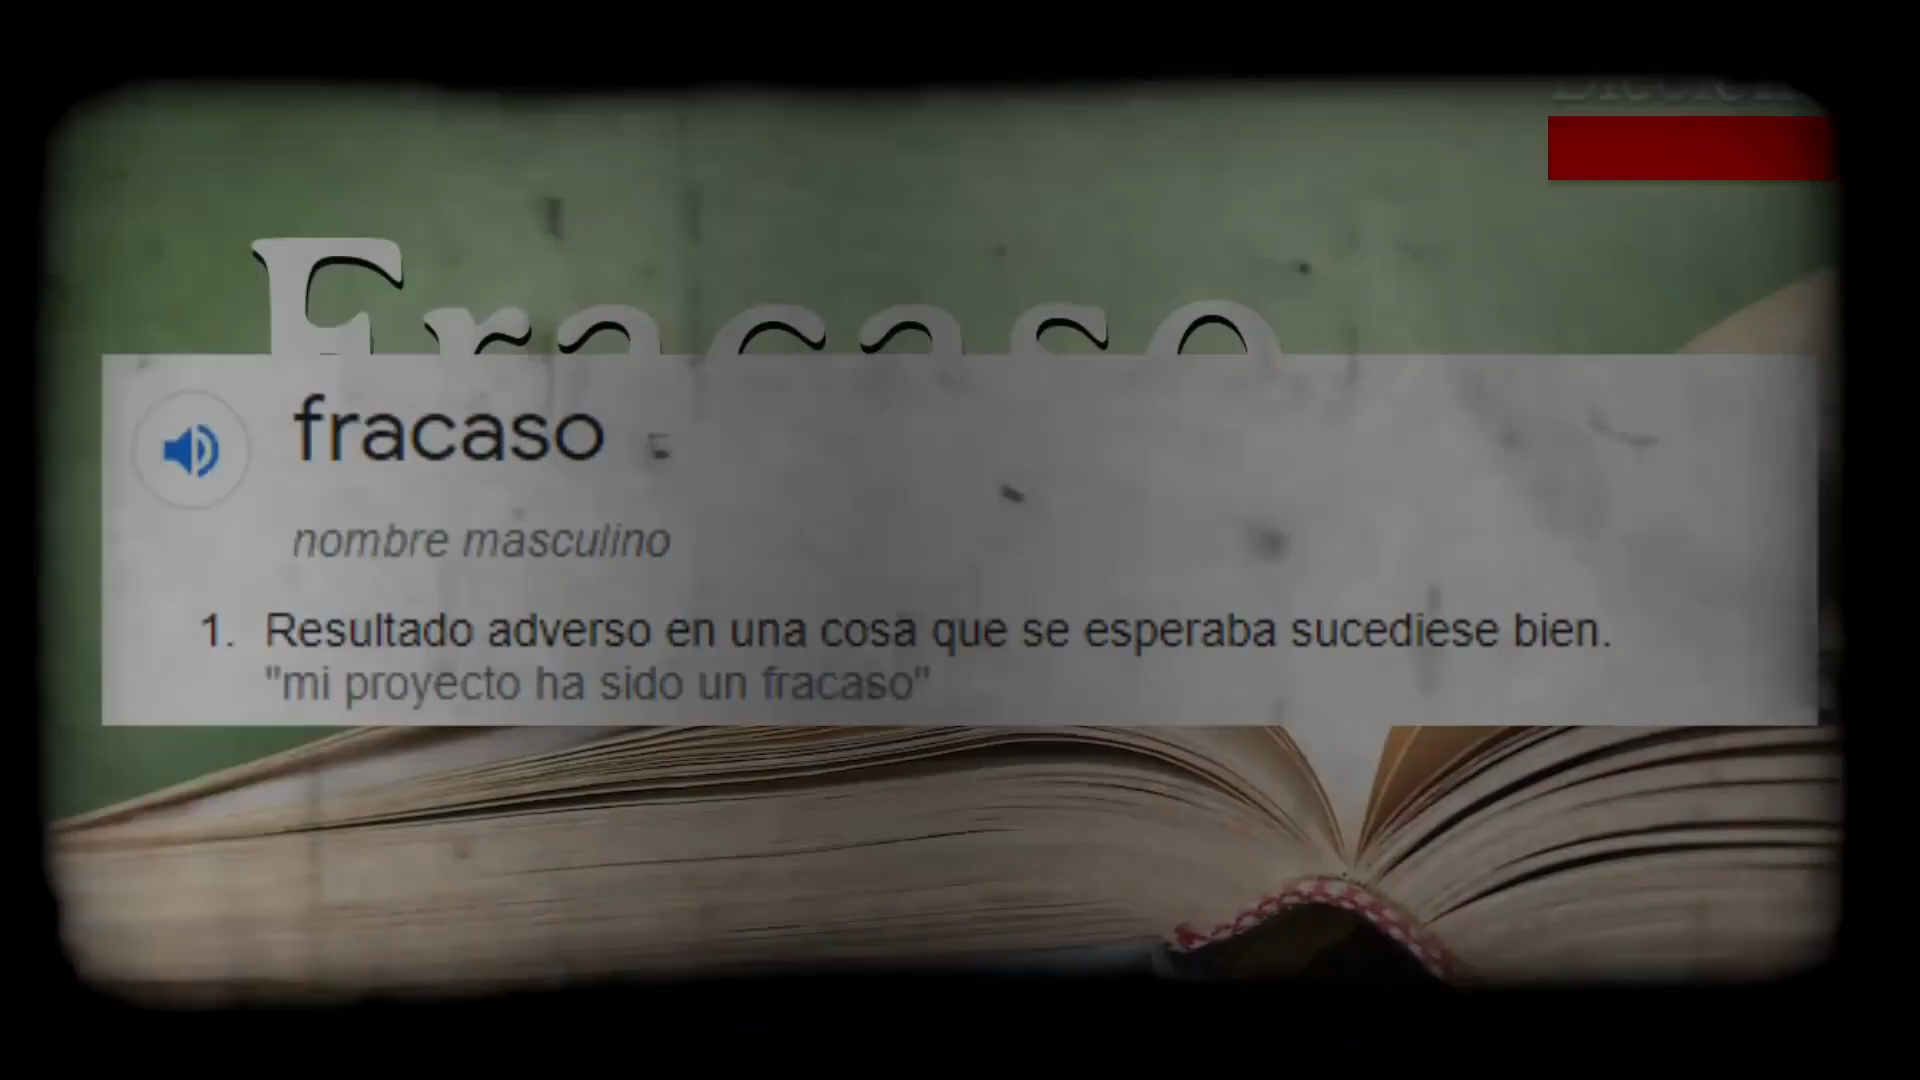 Fracaso
fracaso
nombre masculino
1. Resultado adverso en una cosa que se esperaba sucediese bien.
"mi proyecto ha sido un fracaso"